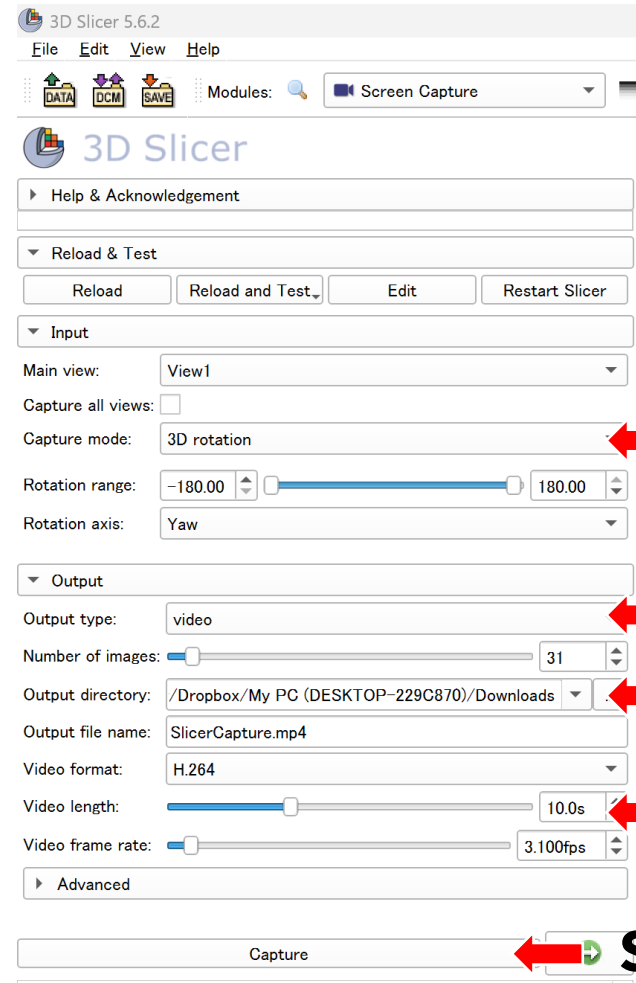 3D Slicer 5.6.2
File Edit View Help
DATA DCM SAVE Modules: Screen Capture
3D Slicer
Help & Acknowledgement
Reload & Test
Reload Reload and Test Edit Restart Slicer
Input
Main view: View1
Capture all views:
Capture mode: 3D rotation
Rotation range: -180.00 180.00
Rotation axis: Yaw
Output
Output type: video
Number of images: 31
Output directory: /Dropbox/My PC (DESKTOP-229C870)/Downloads
Output file name: SlicerCapture.mp4
Video format: H.264
Video length: 10.0s
Video frame rate: 3.100fps
Advanced
Capture